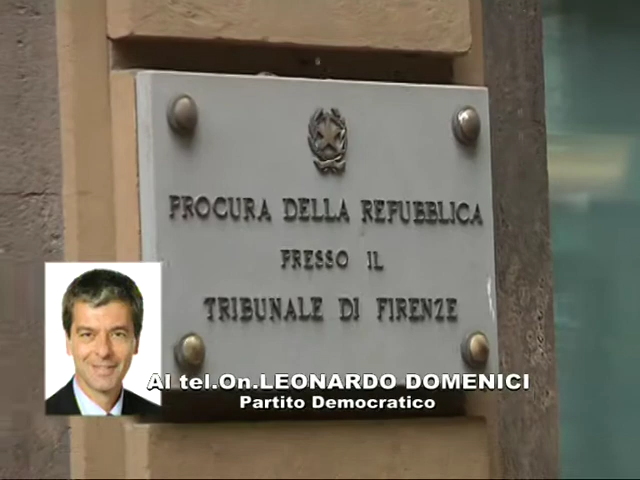 PROCURA DELLA REPUBBLICA
PRESSO IL
TRIBUNALE DI FIRENZE
Al tel.On.LEONARDO DOMENICI
Partito Democratico